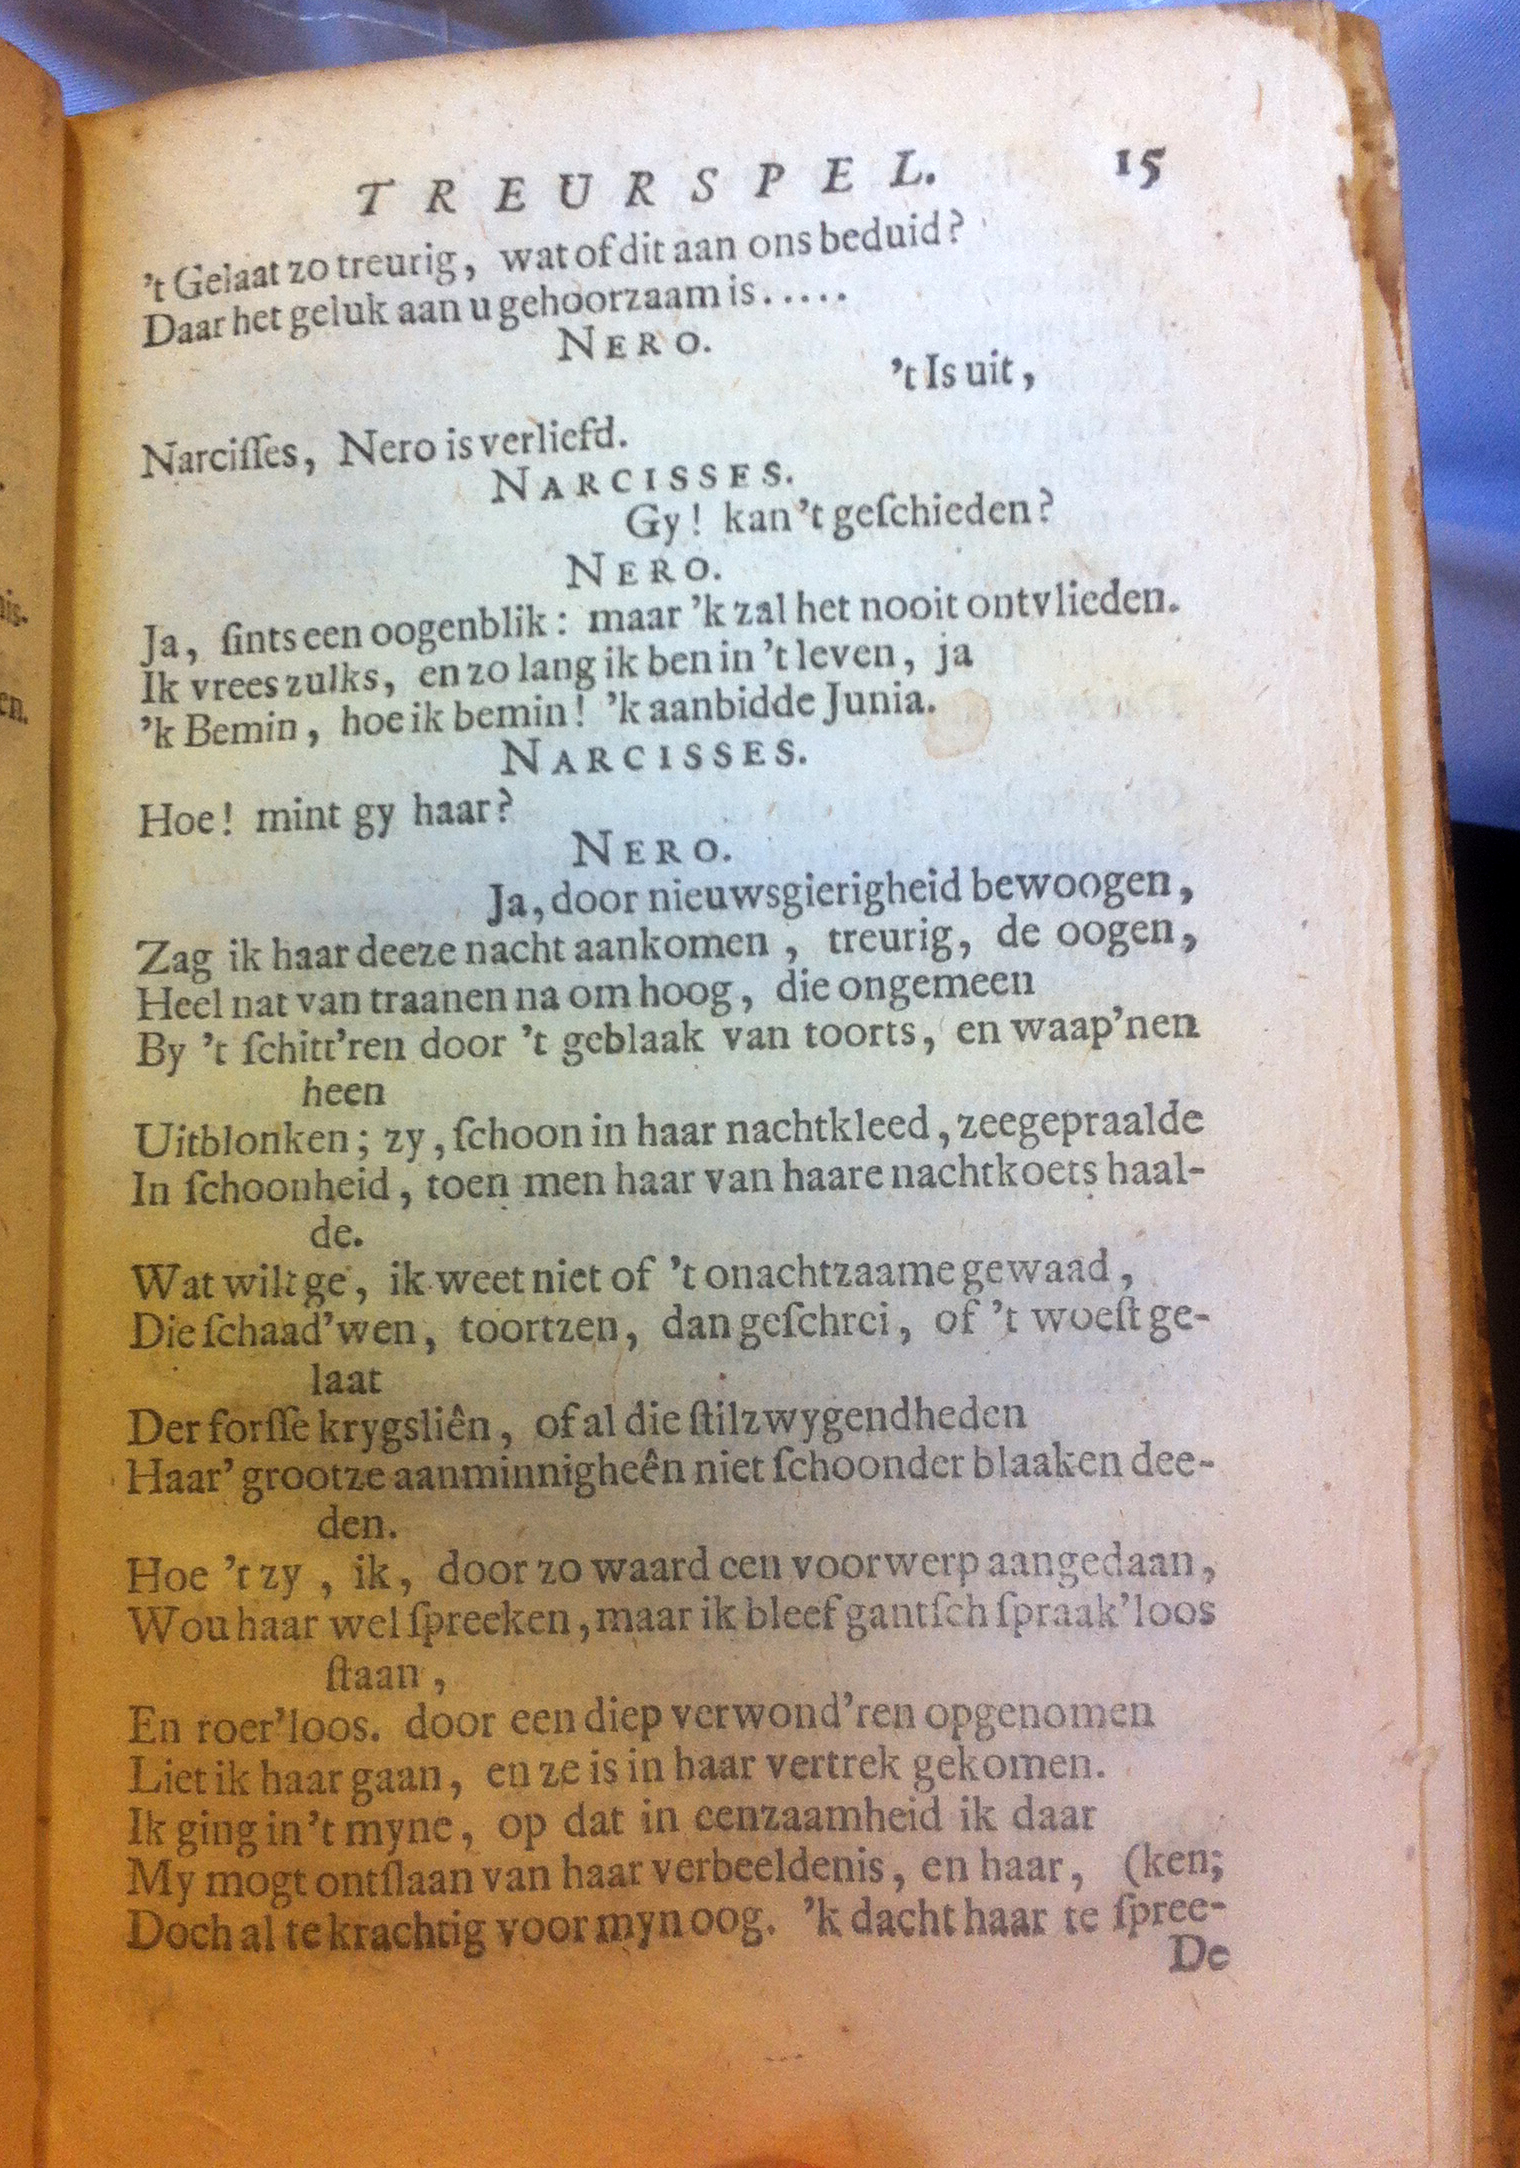 TREURSPEL. 15
't Gelaat zo treurig, wat of dit aan ons beduid?
Daar het geluk aan u gehoorzaam is.....
NERO.
't Is uit,
Narciſſes, Nero is verliefd.
NARCISSES.
Gy! kan 't geſchieden?
NERO.
Ja, ſints een oogenblik: maar 'k zal het nooit ontvlieden.
Ik vrees zulks, en zo lang ik ben in 't leven, ja
'k Bemin, hoe ik bemin! 'k aanbidde Junia.
NARCISSES.
Hoe! mint gy haar?
NERO.
Ja, door nieuwsgierigheid bewoogen,
Zag ik haar deeze nacht aankomen, treurig, de oogen,
Heel nat van traanen na om hoog, die ongemeen
By 't ſchitt'ren door 't geblaak van toorts, en waap'nen
heen
Uitblonken; zy, ſchoon in haar nachtkleed, zeegepraalde
In ſchoonheid, toen men haar van haare nachtkoets haal-
de.
Wat wilt ge, ik weet niet of 't onachtzaame gewaad,
Die ſchaad'wen, toortzen, dan geſchrei, of 't woeſt ge-
laat
Der forſſe krygsliên, of al die ſtilzwygendheden
Haar' grootze aanminnigheên niet ſchoonder blaaken dee-
den.
Hoe 't zy, ik, door zo waard een voorwerp aangedaan,
Wou haar wel ſpreeken, maar ik bleef gantſch ſpraak'loos
ſtaan,
En roer'loos. door een diep verwond'ren opgenomen
Liet ik haar gaan, en ze is in haar vertrek gekomen.
Ik ging in 't myne, op dat in eenzaamheid ik daar
My mogt ontſlaan van haar verbeeldenis, en haar, (ken;
Doch al te krachtig voor myn oog. 'k dacht haar te ſpree-
De